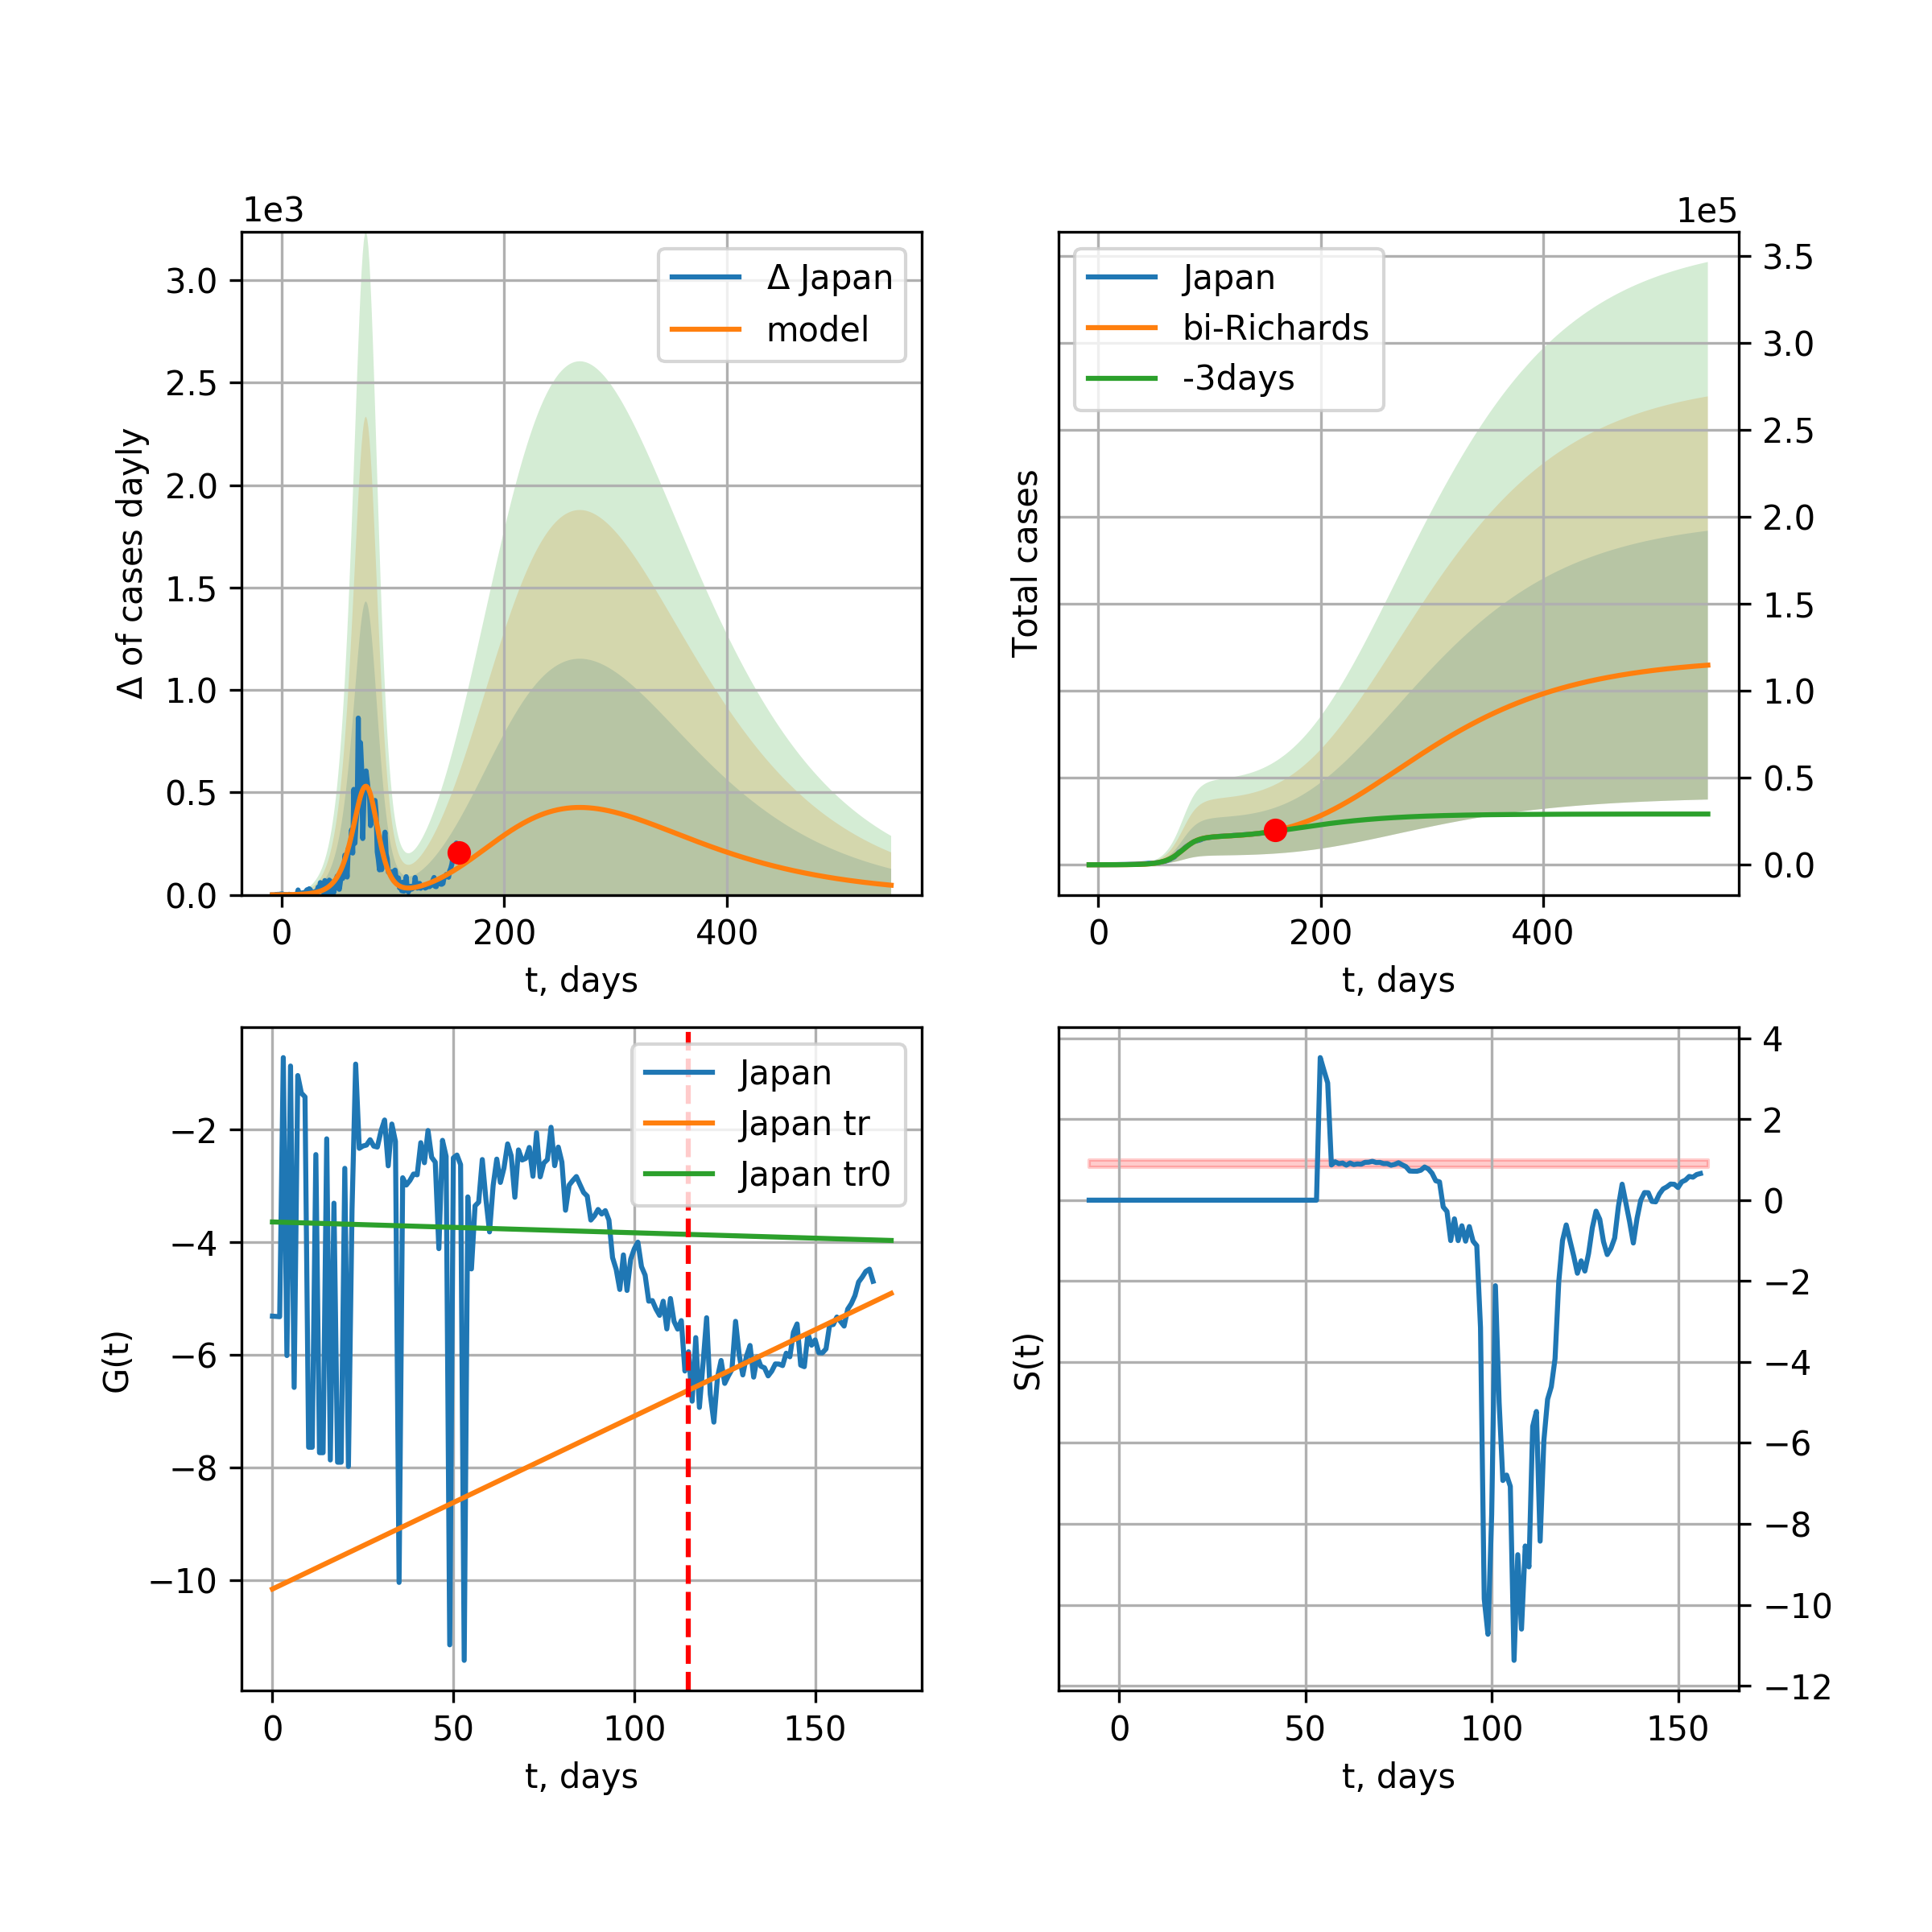 1e3
3.0
2.5
2.0
1.5
1.0
0.5
0.0
Δ of cases dayly
Δ Japan
model
0
200
400
t, days
1e5
3.5
3.0
2.5
2.0
1.5
1.0
0.5
0.0
Total cases
Japan
bi-Richards
-3days
0
200
400
t, days
−2
−4
−6
−8
−10
G(t)
Japan
Japan tr
Japan tr0
0
50
100
150
t, days
4
2
0
−2
−4
−6
−8
−10
−12
S(t)
0
50
100
150
t, days